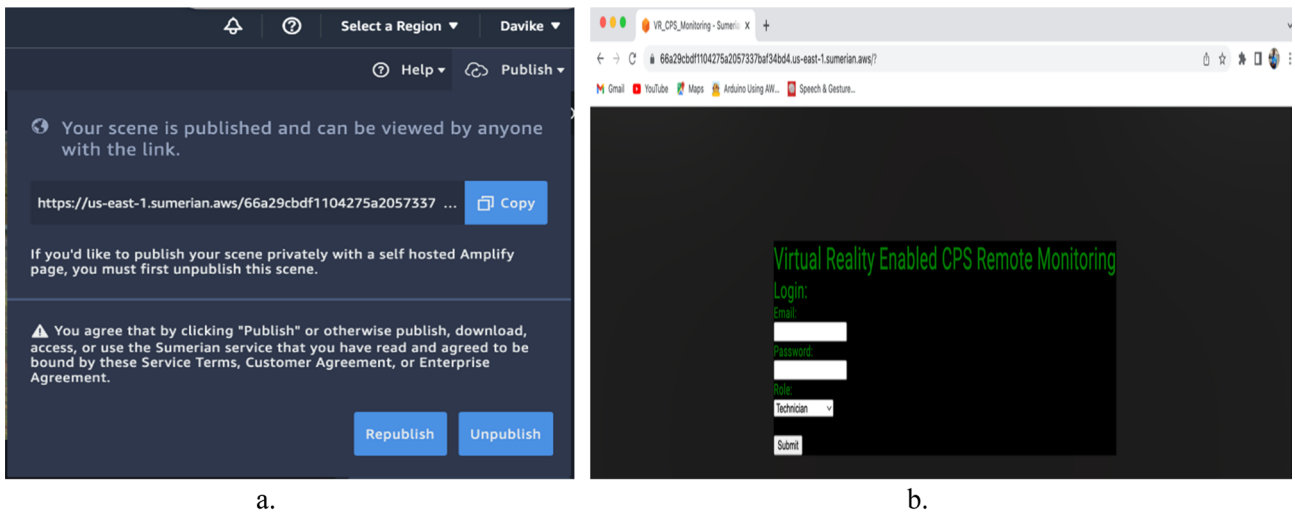 Select a Region ▼ Davike ▼
Help ▾ Publish ▾
Your scene is published and can be viewed by anyone
with the link.
https://us-east-1.sumerian.aws/66a29cbdf1104275a2057337 ...
Copy
If you'd like to publish your scene privately with a self hosted Amplify
page, you must first unpublish this scene.
You agree that by clicking "Publish" or otherwise publish, download,
access, or use the Sumerian service that you have read and agreed to be
bound by these Service Terms, Customer Agreement, or Enterprise
Agreement.
Republish Unpublish
a.
VR_CPS_Monitoring - Sumeria
66a29cbdf1104275a2057337baf34bd4.us-east-1.sumerian.aws/?
Gmail YouTube Maps Arduino Using AW... Speech & Gesture...
Virtual Reality Enabled CPS Remote Monitoring
Login:
Email:
Password:
Role:
Technician
Submit
b.